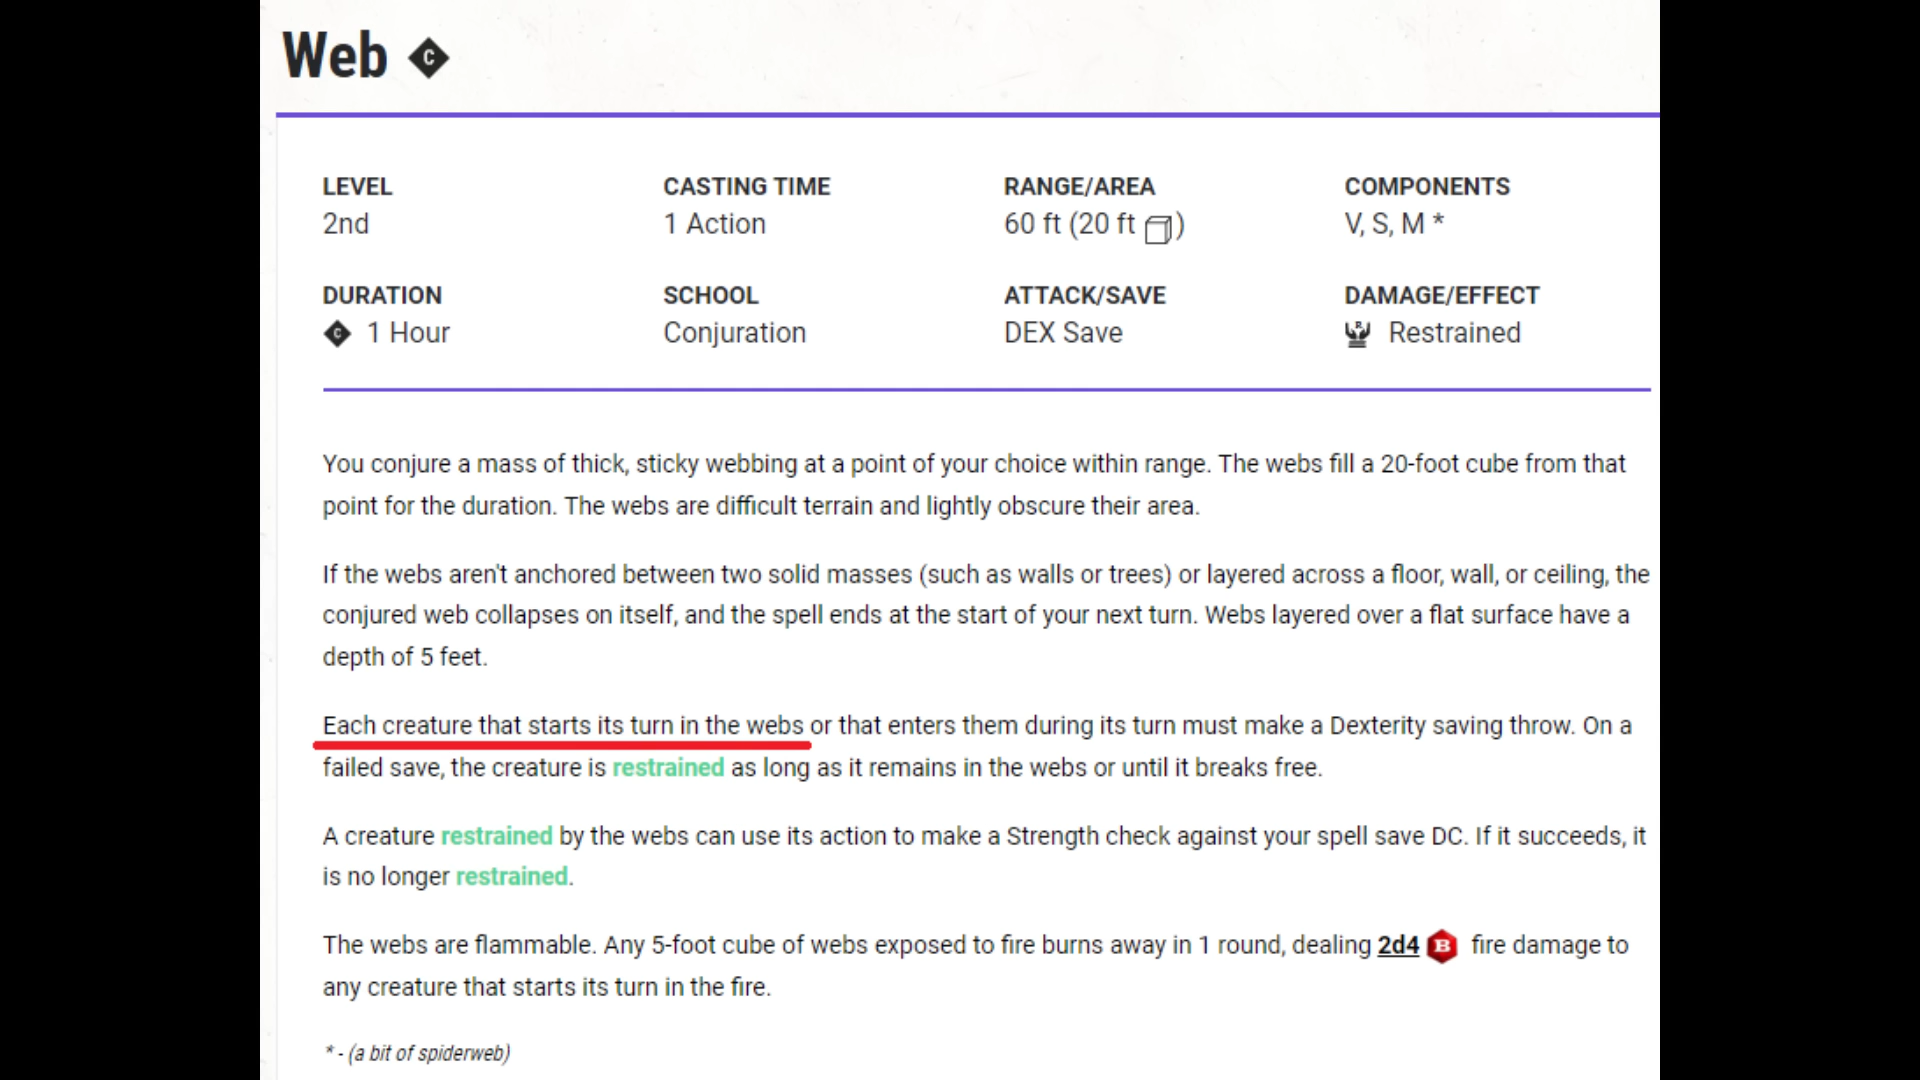 Web C
LEVEL CASTING TIME RANGE/AREA COMPONENTS
2nd 1 Action 60 ft (20 ft ) V, S, M *
DURATION SCHOOL ATTACK/SAVE DAMAGE/EFFECT
C 1 Hour Conjuration DEX Save Restrained
You conjure a mass of thick, sticky webbing at a point of your choice within range. The webs fill a 20-foot cube from that
point for the duration. The webs are difficult terrain and lightly obscure their area.
If the webs aren't anchored between two solid masses (such as walls or trees) or layered across a floor, wall, or ceiling, the
conjured web collapses on itself, and the spell ends at the start of your next turn. Webs layered over a flat surface have a
depth of 5 feet.
Each creature that starts its turn in the webs or that enters them during its turn must make a Dexterity saving throw. On a
failed save, the creature is restrained as long as it remains in the webs or until it breaks free.
A creature restrained by the webs can use its action to make a Strength check against your spell save DC. If it succeeds, it
is no longer restrained.
The webs are flammable. Any 5-foot cube of webs exposed to fire burns away in 1 round, dealing 2d4 B fire damage to
any creature that starts its turn in the fire.
* - (a bit of spiderweb)